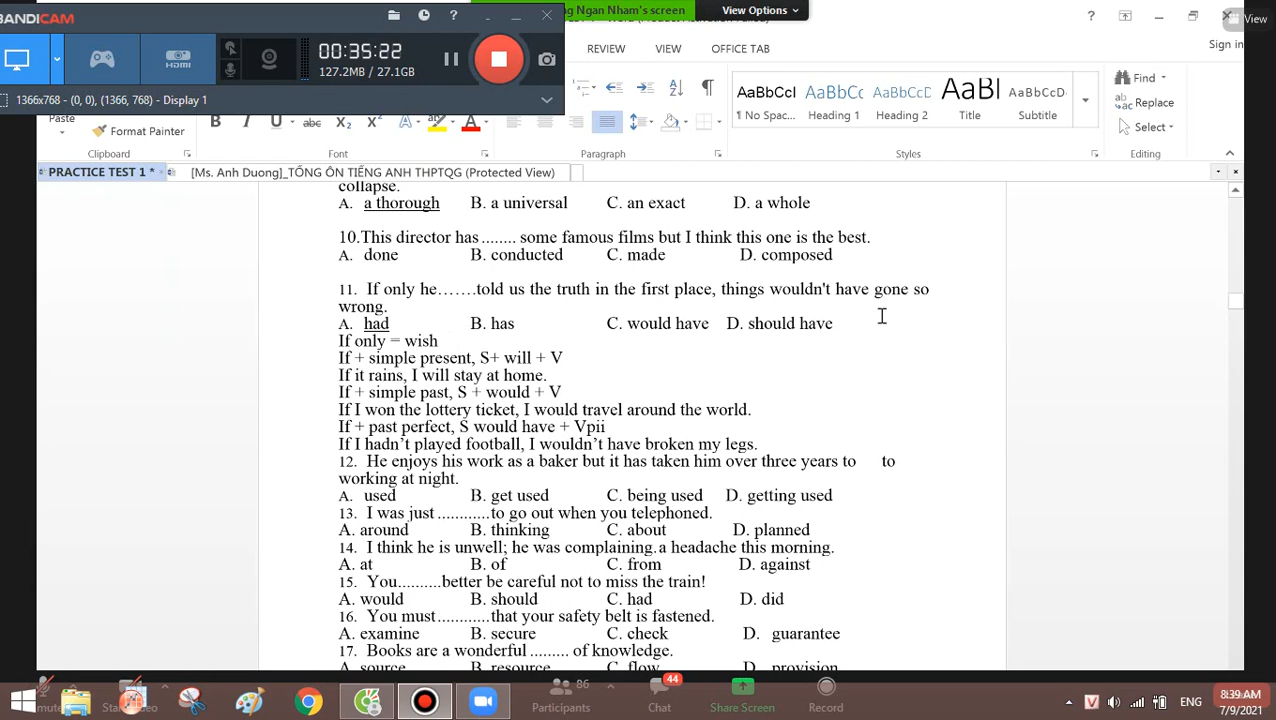 BANDICAM
ng Ngan Nham's screen
View Options
View
00:35:22
127.2MB / 27.1GB
HDMI
1366x768 - (0, 0), (1366, 768) - Display 1
REVIEW VIEW OFFICE TAB
Sign in
Paste
Format Painter
Clipboard
Font
Paragraph
AaBbCcI AaBbCc AaBbCcD AaBl AaBbCcD
¶ No Spac... Heading 1 Heading 2 Title Subtitle
Styles
Find
Replace
Select
Editing
PRACTICE TEST 1 * [Ms. Anh Duong]_TỔNG ÔN TIẾNG ANH THPTQG (Protected View)
collapse.
A. a thorough B. a universal C. an exact D. a whole
10.This director has........ some famous films but I think this one is the best.
A. done B. conducted C. made D. composed
11. If only he…….told us the truth in the first place, things wouldn't have gone so
wrong.
A. had B. has C. would have D. should have
If only = wish
If + simple present, S+ will + V
If it rains, I will stay at home.
If + simple past, S + would + V
If I won the lottery ticket, I would travel around the world.
If + past perfect, S would have + Vpii
If I hadn’t played football, I wouldn’t have broken my legs.
12. He enjoys his work as a baker but it has taken him over three years to to
working at night.
A. used B. get used C. being used D. getting used
13. I was just ............to go out when you telephoned.
A. around B. thinking C. about D. planned
14. I think he is unwell; he was complaining.a headache this morning.
A. at B. of C. from D. against
15. You..........better be careful not to miss the train!
A. would B. should C. had D. did
16. You must............that your safety belt is fastened.
A. examine B. secure C. check D. guarantee
17. Books are a wonderful ......... of knowledge.
A. source B. resource C. flow D. provision
Participants 86
Chat 44
Share Screen
Record
V
8:39 AM
7/9/2021